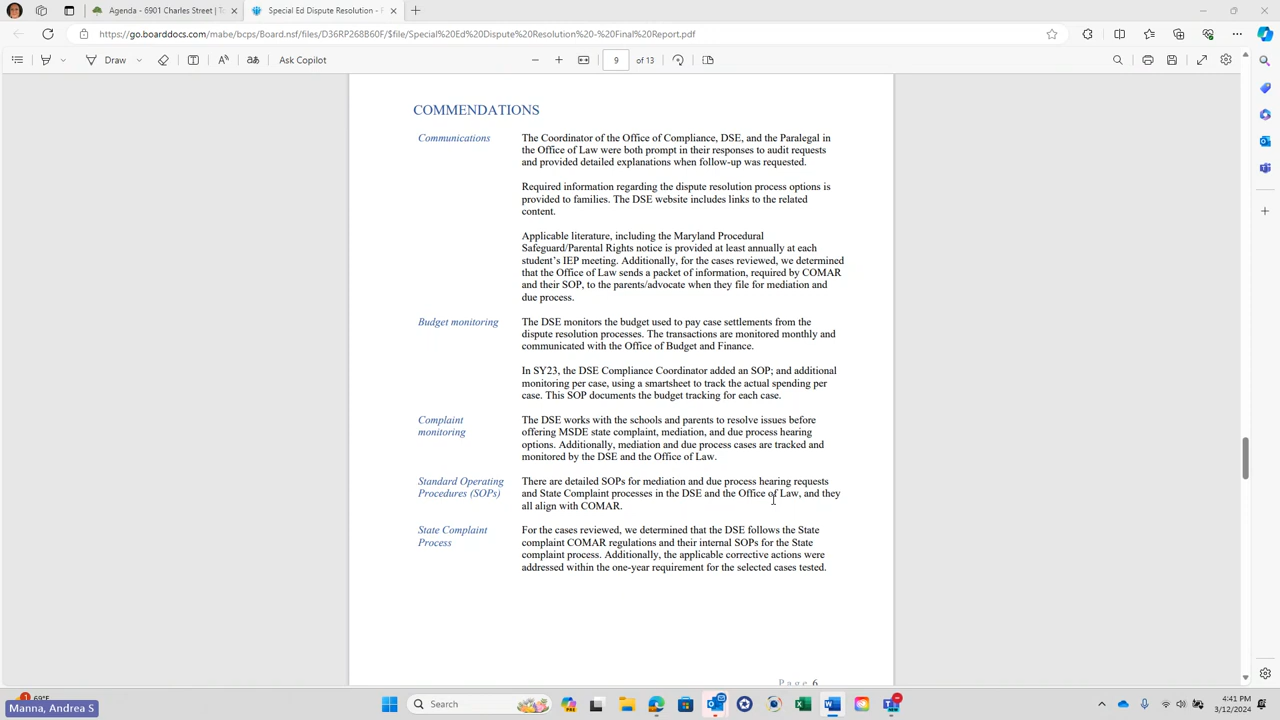 Agenda - 6901 Charles Street | To
Special Ed Dispute Resolution - F
https://go.boarddocs.com/mabe/bcps/Board.nsf/files/D36RP268B60F/$file/Special%20Ed%20Dispute%20Resolution%20-%20Final%20Report.pdf
Draw
Ask Copilot
9 of 13
COMMENDATIONS
Communications
The Coordinator of the Office of Compliance, DSE, and the Paralegal in
the Office of Law were both prompt in their responses to audit requests
and provided detailed explanations when follow-up was requested.
Required information regarding the dispute resolution process options is
provided to families. The DSE website includes links to the related
content.
Applicable literature, including the Maryland Procedural
Safeguard/Parental Rights notice is provided at least annually at each
student's IEP meeting. Additionally, for the cases reviewed, we determined
that the Office of Law sends a packet of information, required by COMAR
and their SOP, to the parents/advocate when they file for mediation and
due process.
Budget monitoring
The DSE monitors the budget used to pay case settlements from the
dispute resolution processes. The transactions are monitored monthly and
communicated with the Office of Budget and Finance.
In SY23, the DSE Compliance Coordinator added an SOP; and additional
monitoring per case, using a smartsheet to track the actual spending per
case. This SOP documents the budget tracking for each case.
Complaint
monitoring
The DSE works with the schools and parents to resolve issues before
offering MSDE state complaint, mediation, and due process hearing
options. Additionally, mediation and due process cases are tracked and
monitored by the DSE and the Office of Law.
Standard Operating
Procedures (SOPs)
There are detailed SOPs for mediation and due process hearing requests
and State Complaint processes in the DSE and the Office of Law, and they
all align with COMAR.
State Complaint
Process
For the cases reviewed, we determined that the DSE follows the State
complaint COMAR regulations and their internal SOPs for the State
complaint process. Additionally, the applicable corrective actions were
addressed within the one-year requirement for the selected cases tested.
Page 6
Manna, Andrea S
Search
4:41 PM
3/12/2024